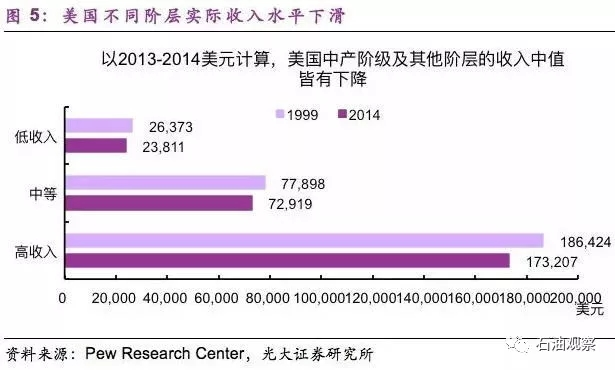 图 5：美国不同阶层实际收入水平下滑
以2013-2014美元计算，美国中产阶级及其他阶层的收入中值
皆有下降
1999 2014
低收入
26,373
23,811
中等
77,898
72,919
高收入
186,424
173,207
0 20,000 40,000 60,000 80,000 100,000 120,000 140,000 160,000 180,000 200,000
美元
资料来源：Pew Research Center，光大证券研究所
石油观察